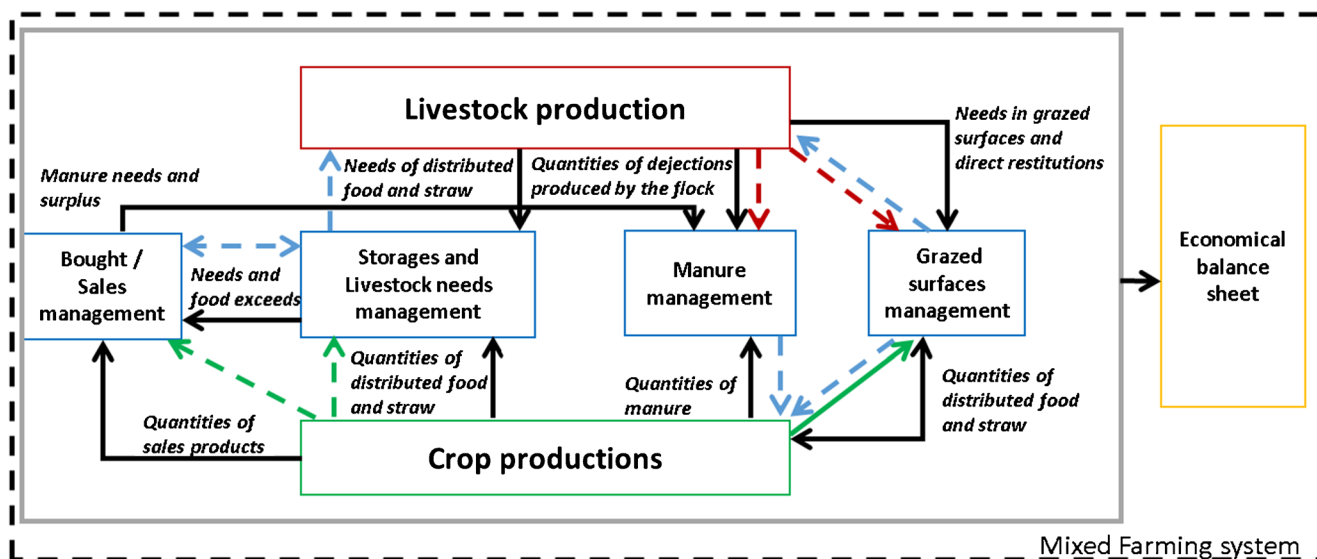 Livestock production
Needs in grazed
surfaces and
direct restitutions
Manure needs and
surplus
Needs of distributed
food and straw
Quantities of dejections
produced by the flock
Bought /
Sales
management
Needs and
food exceeds
Storages and
Livestock needs
management
Manure
management
Grazed
surfaces
management
Economical
balance
sheet
Quantities of
distributed food
and straw
Quantities of
manure
Quantities of
distributed food
and straw
Quantities of
sales products
Crop productions
Mixed Farming system